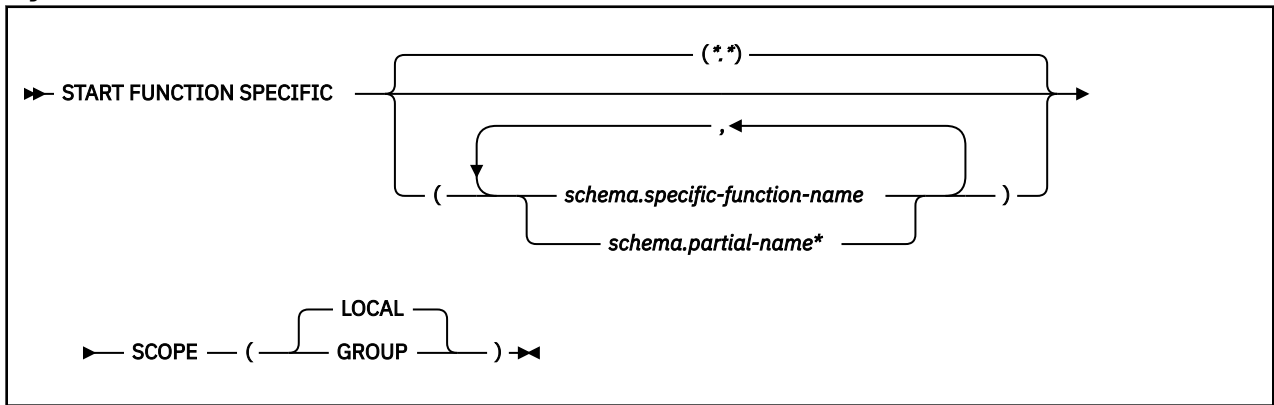 (*.*)
START FUNCTION SPECIFIC
,
( schema.specific-function-name )
schema.partial-name*
LOCAL
SCOPE ( GROUP )